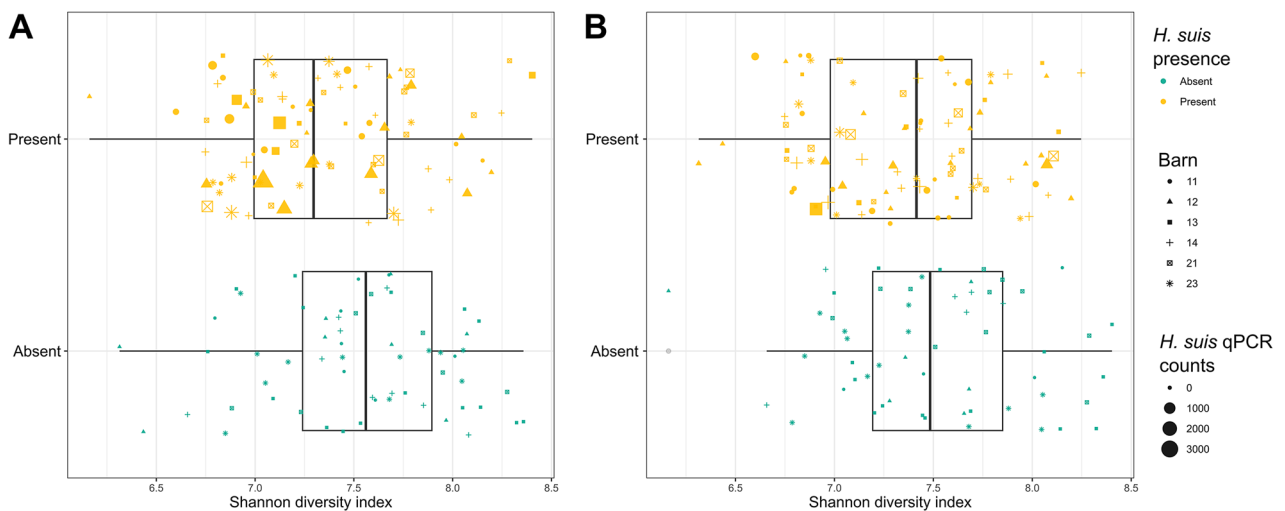 A
Present
Absent
6.5 7.0 7.5 8.0 8.5
Shannon diversity index
B
Present
Absent
6.5 7.0 7.5 8.0 8.5
Shannon diversity index
H. suis
presence
Absent
Present
Barn
11
12
13
14
21
23
H. suis qPCR
counts
0
1000
2000
3000